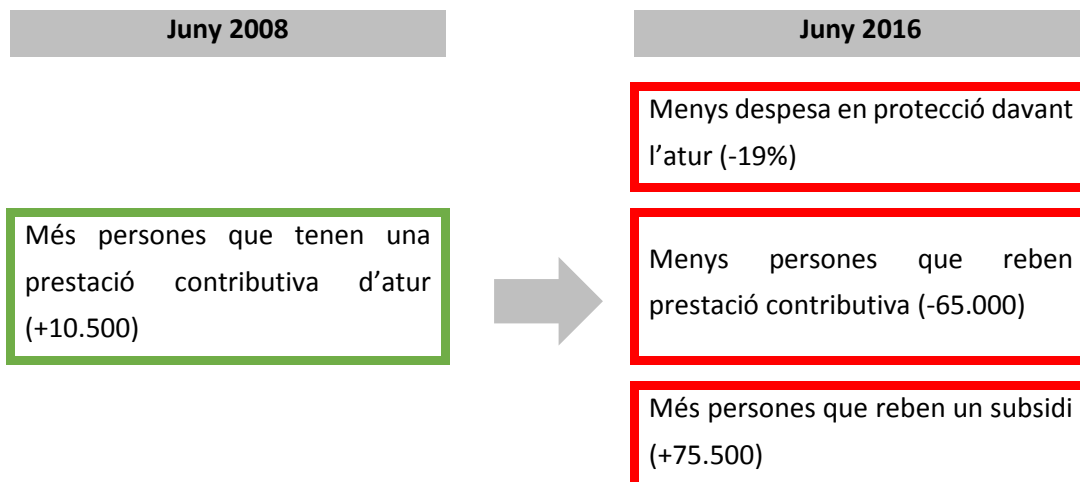 Juny 2008
Juny 2016
Menys despesa en protecció davant
l’atur (-19%)
Més persones que tenen una
prestació contributiva d’atur
(+10.500)
Menys persones que reben
prestació contributiva (-65.000)
Més persones que reben un subsidi
(+75.500)